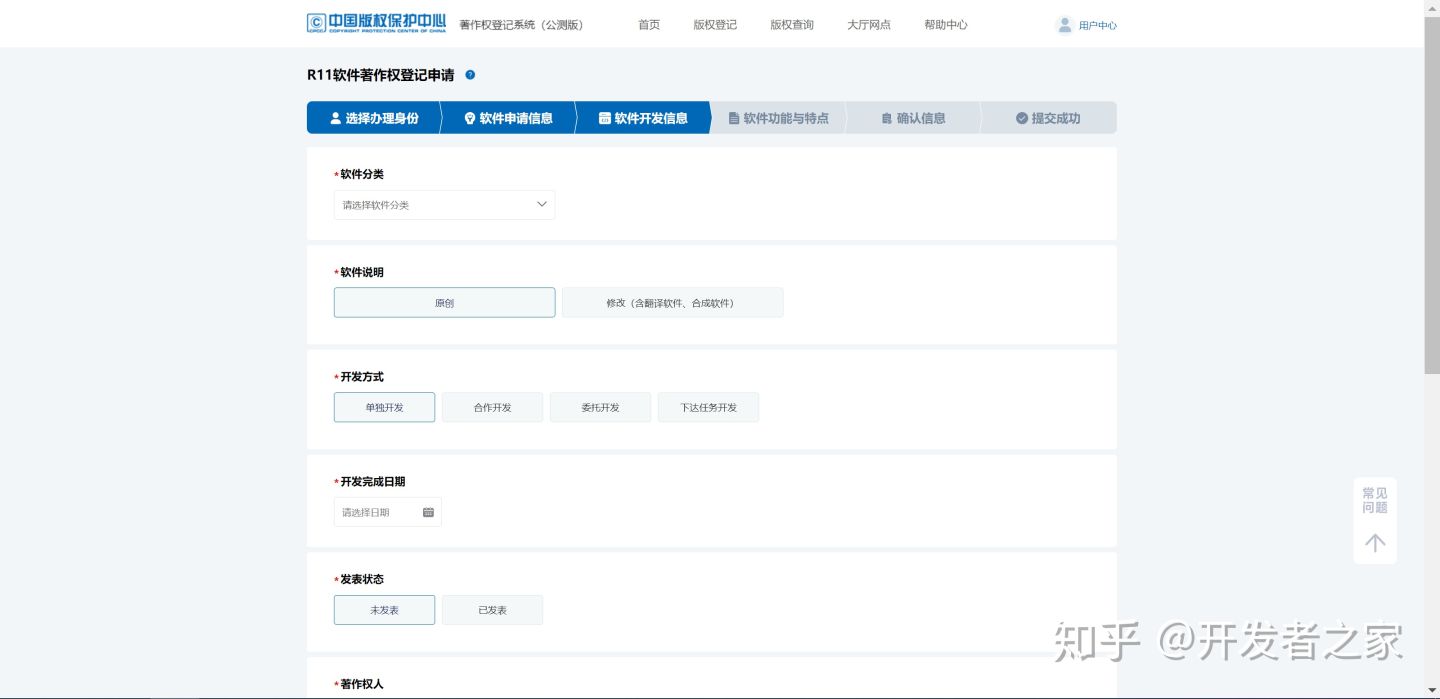 中国版权保护中心
CPCC COPYRIGHT PROTECTION CENTER OF CHINA
著作权登记系统（公测版）
首页
版权登记
版权查询
大厅网点
帮助中心
用户中心
R11软件著作权登记申请
选择办理身份
软件申请信息
软件开发信息
软件功能与特点
确认信息
提交成功
*软件分类
请选择软件分类
*软件说明
原创
修改（含翻译软件、合成软件）
*开发方式
单独开发
合作开发
委托开发
下达任务开发
*开发完成日期
请选择日期
常见
问题
*发表状态
未发表
已发表
*著作权人
知乎 @开发者之家